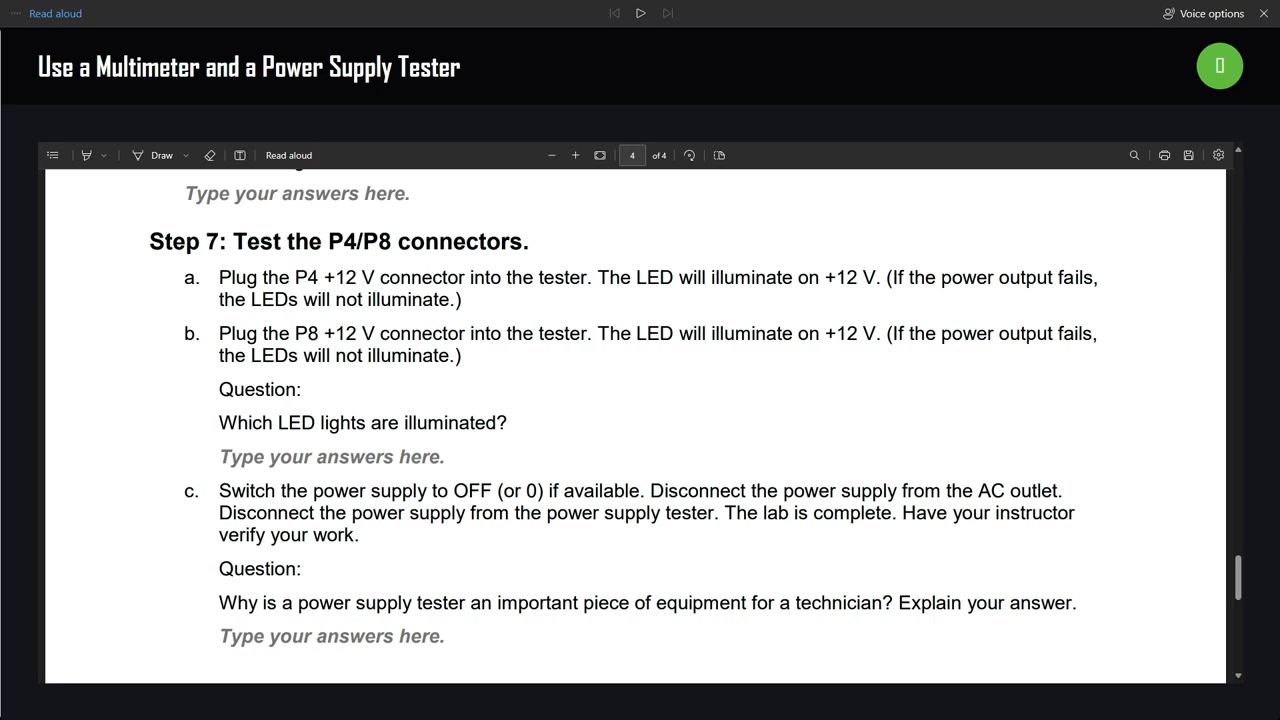 Read aloud
Voice options
Use a Multimeter and a Power Supply Tester
Draw
Read aloud
4
of 4
Type your answers here.
Step 7: Test the P4/P8 connectors.
a. Plug the P4 +12 V connector into the tester. The LED will illuminate on +12 V. (If the power output fails,
the LEDs will not illuminate.)
b. Plug the P8 +12 V connector into the tester. The LED will illuminate on +12 V. (If the power output fails,
the LEDs will not illuminate.)
Question:
Which LED lights are illuminated?
Type your answers here.
c. Switch the power supply to OFF (or 0) if available. Disconnect the power supply from the AC outlet.
Disconnect the power supply from the power supply tester. The lab is complete. Have your instructor
verify your work.
Question:
Why is a power supply tester an important piece of equipment for a technician? Explain your answer.
Type your answers here.